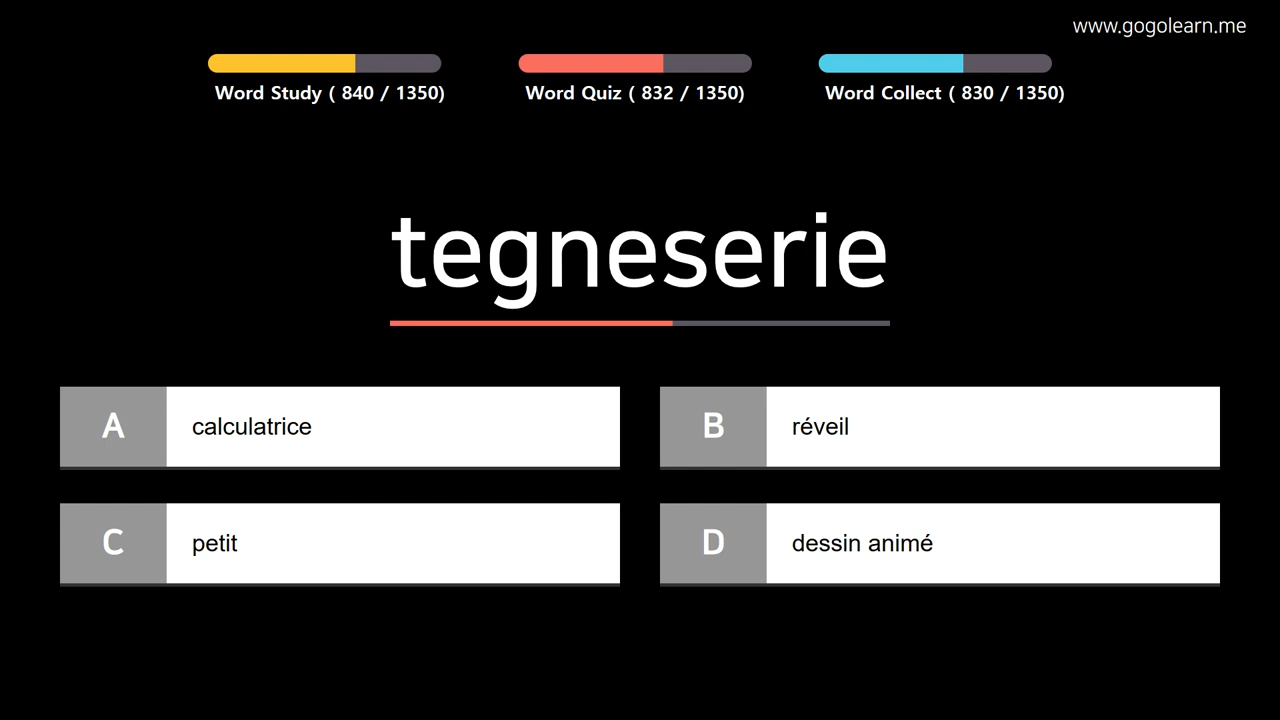 www.gogolearn.me
Word Study ( 840 / 1350)
Word Quiz ( 832 / 1350)
Word Collect ( 830 / 1350)
tegneserie
A
calculatrice
B
réveil
C
petit
D
dessin animé